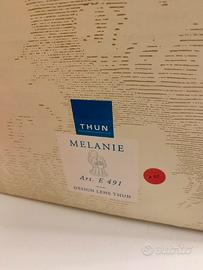 THUN
MELANIE
Art. E 491
DESIGN LENE THUN
Subito